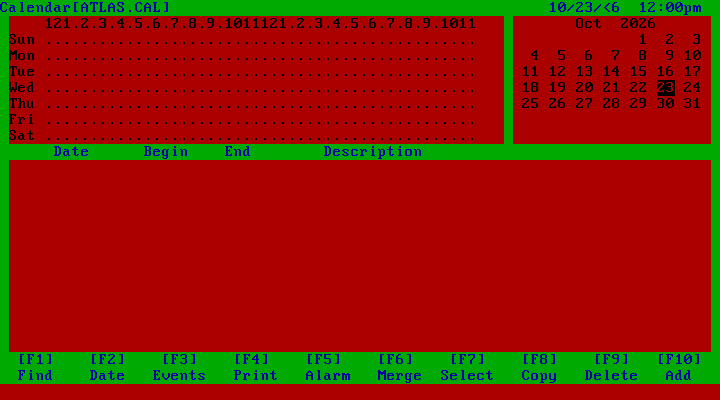 Calendar[ATLAS.CAL] 10/23/<6 12:00pm
121.2.3.4.5.6.7.8.9.1011121.2.3.4.5.6.7.8.9.1011 Oct 2026
Sun ................................................ 1 2 3
Mon ................................................ 4 5 6 7 8 9 10
Tue ................................................ 11 12 13 14 15 16 17
Wed ................................................ 18 19 20 21 22 23 24
Thu ................................................ 25 26 27 28 29 30 31
Fri ................................................
Sat ................................................
Date Begin End Description
[F1] [F2] [F3] [F4] [F5] [F6] [F7] [F8] [F9] [F10]
Find Date Events Print Alarm Merge Select Copy Delete Add